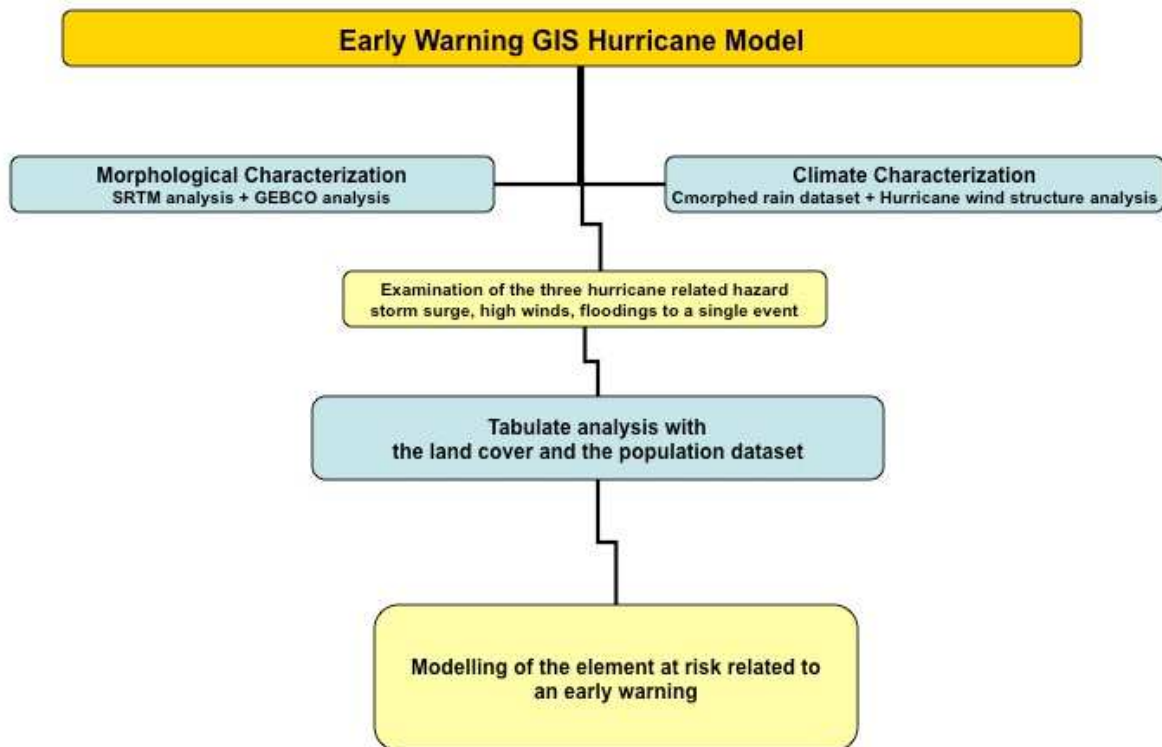 Early Warning GIS Hurricane Model
Morphological Characterization
SRTM analysis + GEBCO analysis
Climate Characterization
Cmorphed rain dataset + Hurricane wind structure analysis
Examination of the three hurricane related hazard
storm surge, high winds, floodings to a single event
Tabulate analysis with
the land cover and the population dataset
Modelling of the element at risk related to
an early warning